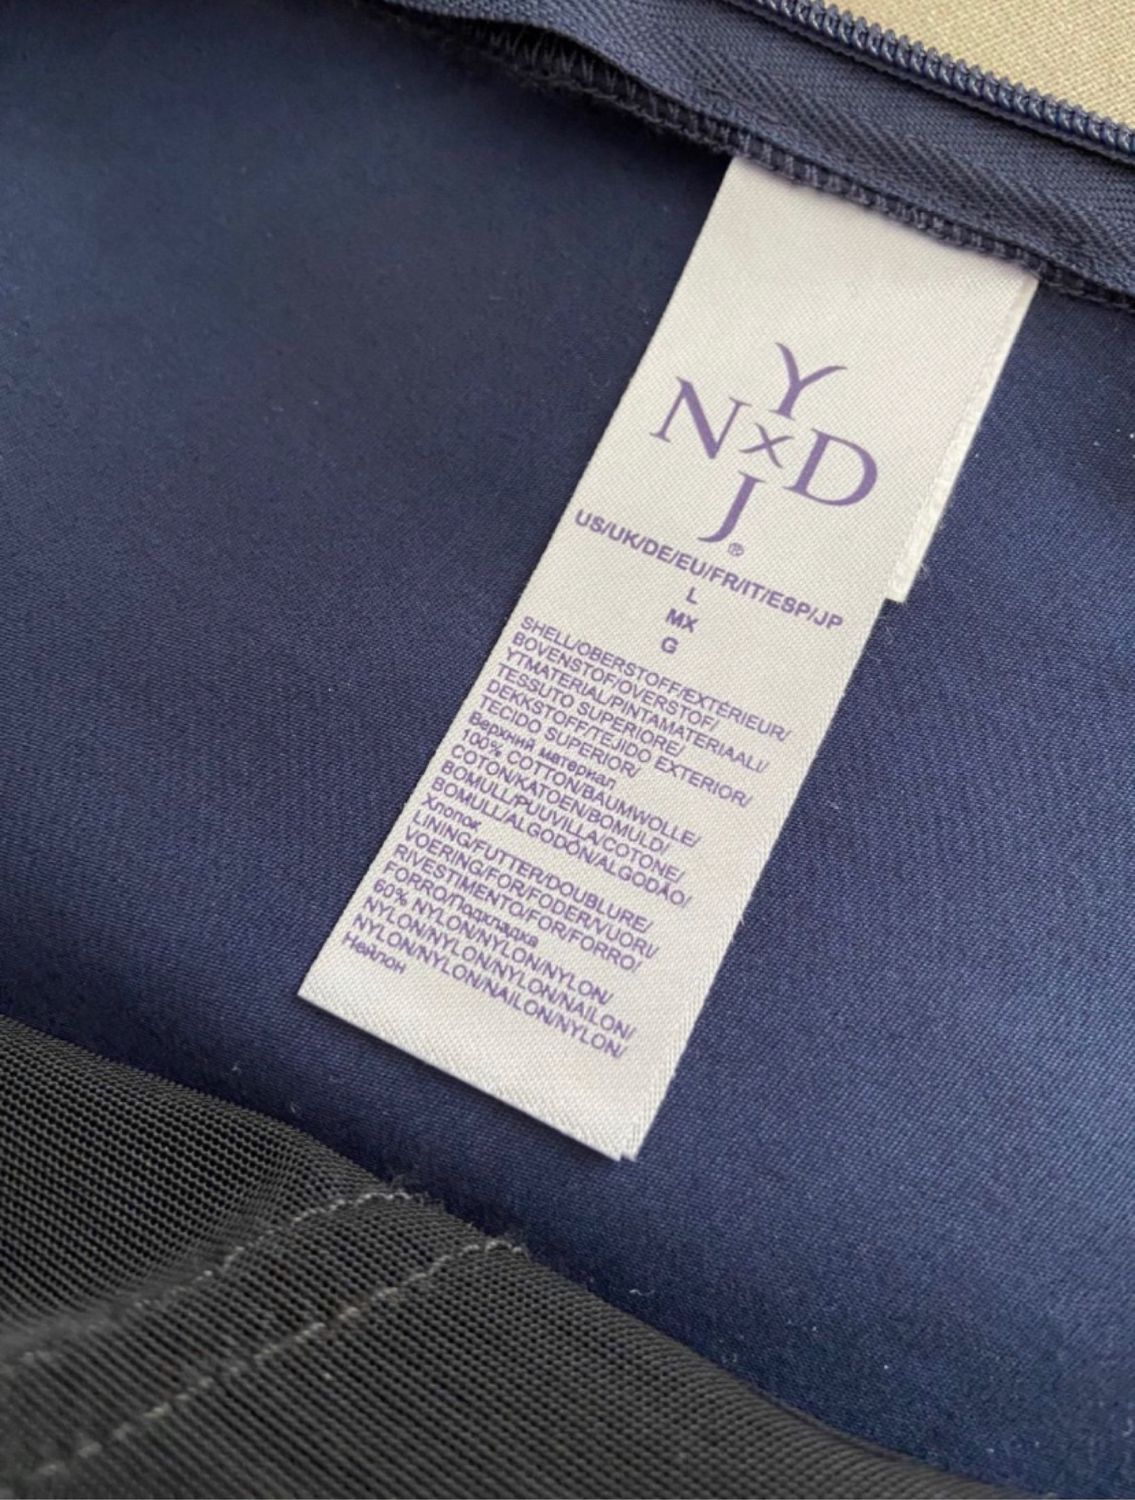 Y
N x D
J®
US/UK/DE/EU/FR/IT/ESP/JP
L
MX
G
SHELL/OBERSTOFF/EXTÉRIEUR/
BOVENSTOF/OVERSTOF/
YTMATERIAL/PINTAMATERIAALI/
TESSUTO SUPERIORE/
DEKKSTOFF/TEJIDO EXTERIOR/
TECIDO SUPERIOR/
Верхний материал
100% COTTON/BAUMWOLLE/
COTON/KATOEN/BOMULD/
BOMULL/PUUVILLA/COTONE/
BOMULL/ALGODÓN/ALGODÃO/
Хлопок
LINING/FUTTER/DOUBLURE/
VOERING/FOR/FODER/VUORI/
RIVESTIMENTO/FOR/FORRO/
FORRO/Подкладка
60% NYLON/NYLON/NYLON/
NYLON/NYLON/NYLON/NAILON/
NYLON/NYLON/NAILON/NYLON/
Нейлон